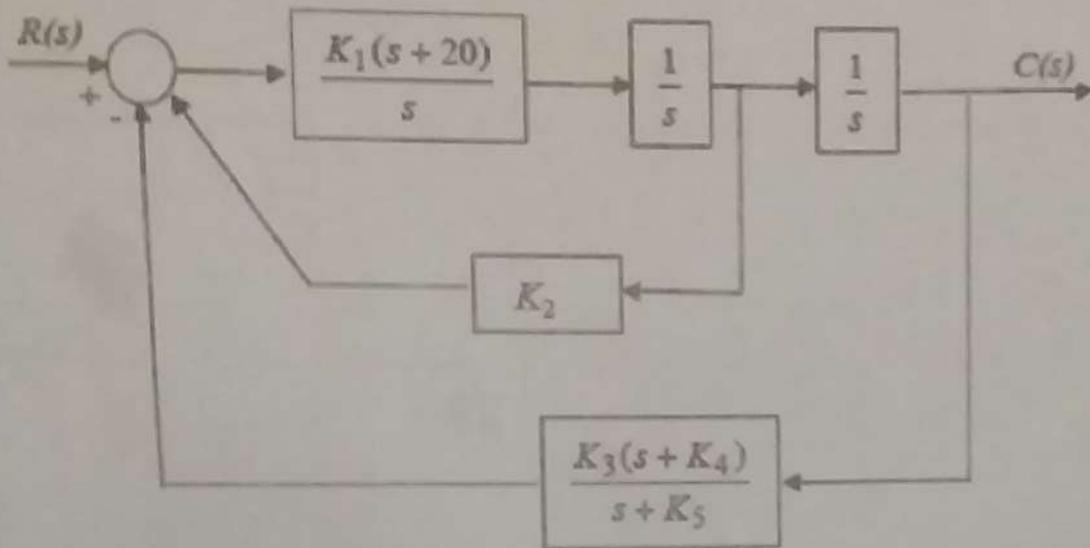 R(s)
+
-
K₁(s + 20)
s
1
s
1
s
C(s)
K₂
K₃(s + K₄)
s + K₅